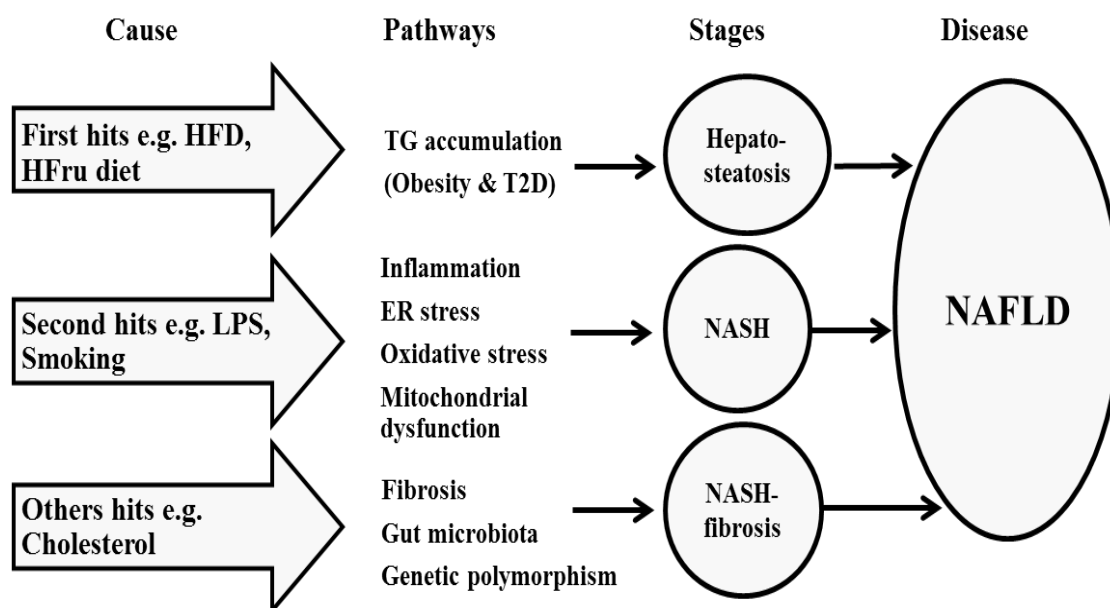 Cause
Pathways
Stages
Disease
First hits e.g. HFD,
HFru diet
TG accumulation
(Obesity & T2D)
Hepato-
steatosis
Second hits e.g. LPS,
Smoking
Inflammation
ER stress
Oxidative stress
Mitochondrial
dysfunction
NASH
NAFLD
Others hits e.g.
Cholesterol
Fibrosis
Gut microbiota
Genetic polymorphism
NASH-
fibrosis